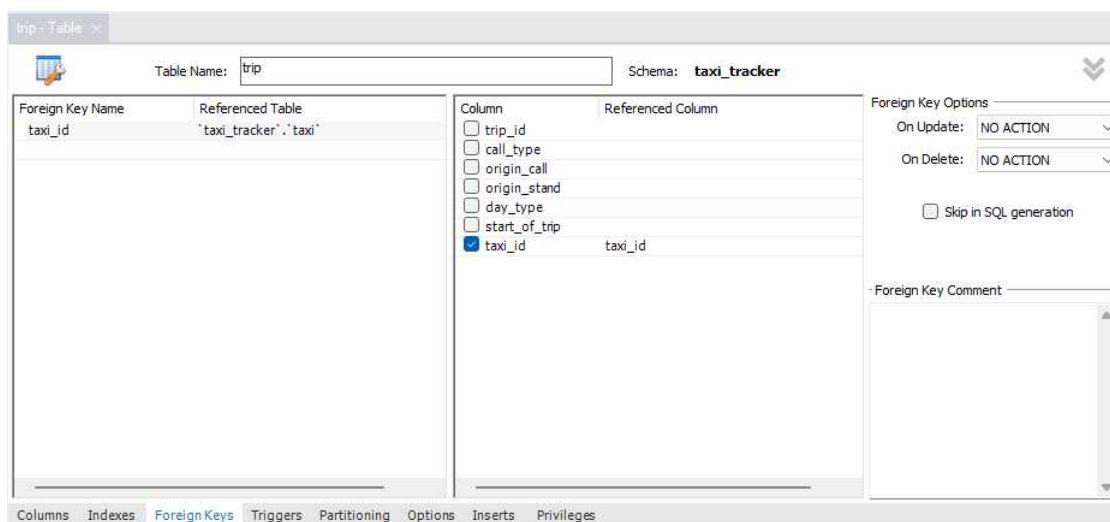 trip - Table ×
Table Name: trip Schema: taxi_tracker
Foreign Key Name Referenced Table
taxi_id `taxi_tracker`.`taxi`
Column Referenced Column
trip_id
call_type
origin_call
origin_stand
day_type
start_of_trip
taxi_id taxi_id
Foreign Key Options
On Update: NO ACTION
On Delete: NO ACTION
Skip in SQL generation
Foreign Key Comment
Columns Indexes Foreign Keys Triggers Partitioning Options Inserts Privileges